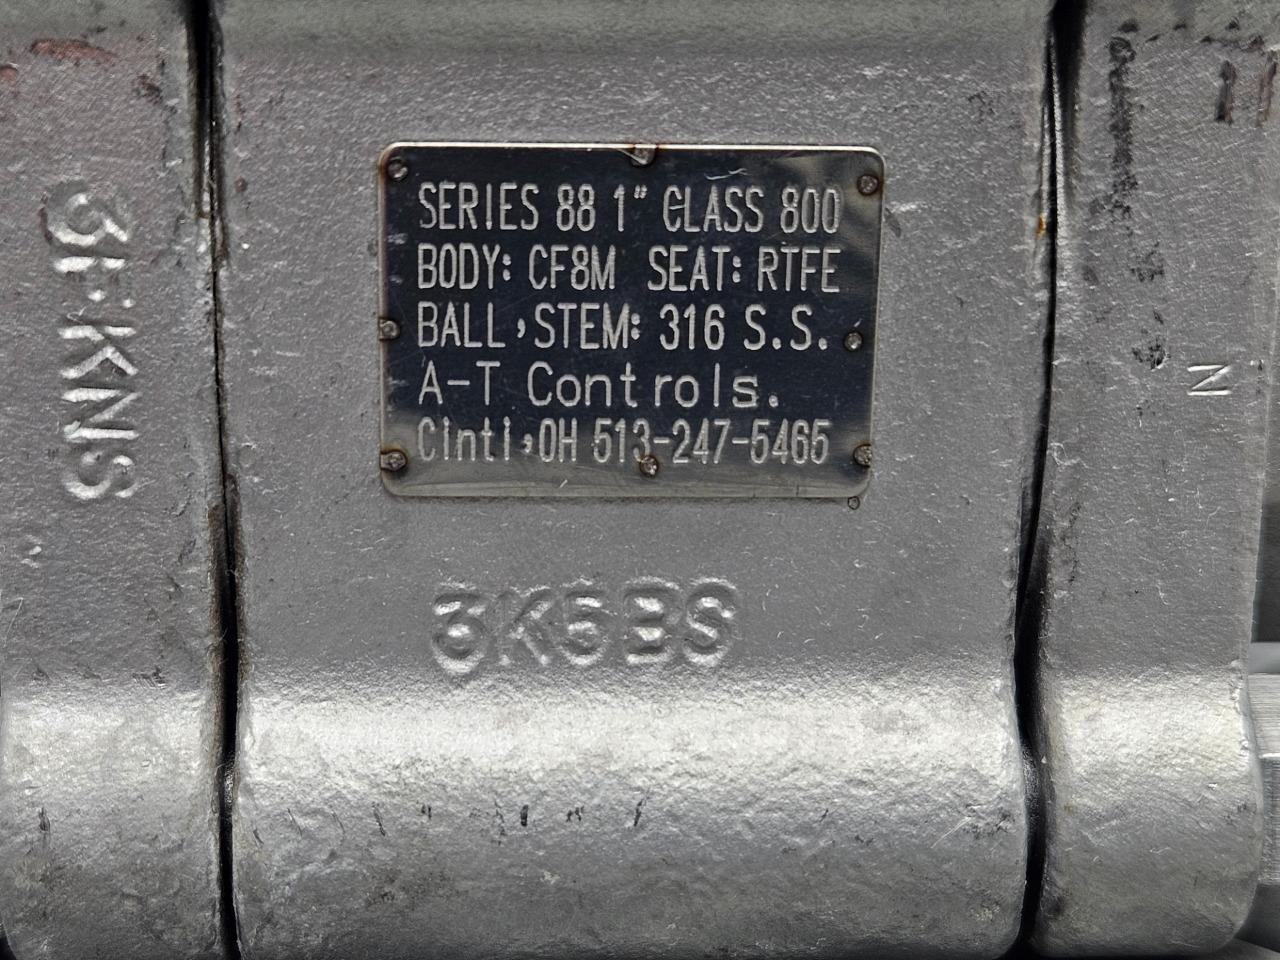 SERIES 88 1" CLASS 800
BODY: CF8M SEAT: RTFE
BALL, STEM: 316 S.S.
A-T Controls.
Cinti, OH 513-247-5465
3K5BS
N